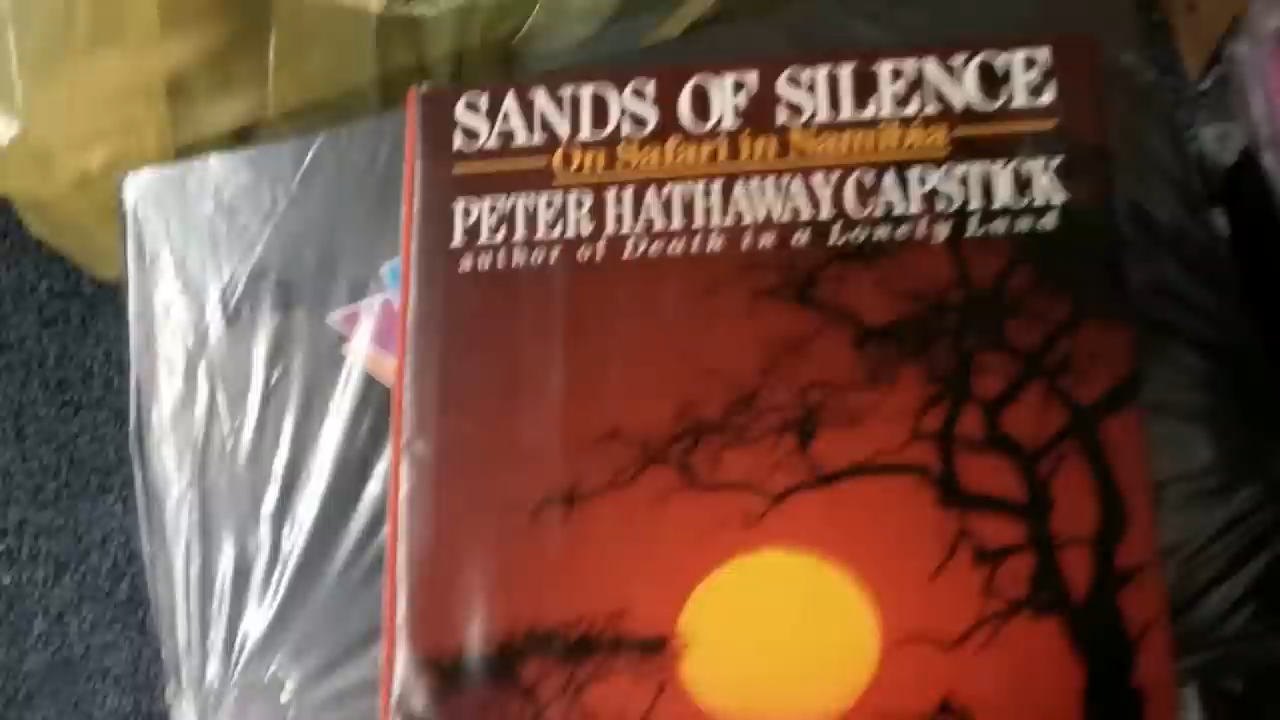 SANDS OF SILENCE
On Safari in Namibia
PETER HATHAWAY CAPSTICK
author of Death in a Lonely Land